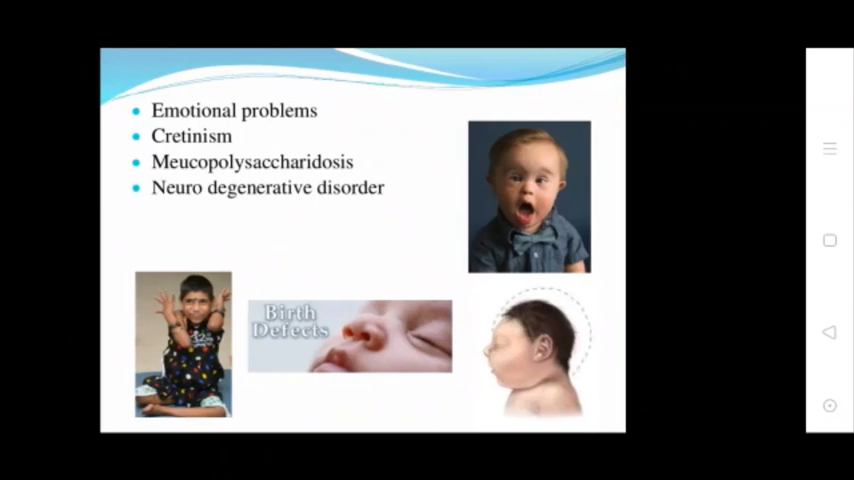 Emotional problems
Cretinism
Meucopolysaccharidosis
Neuro degenerative disorder
Birth
Defects